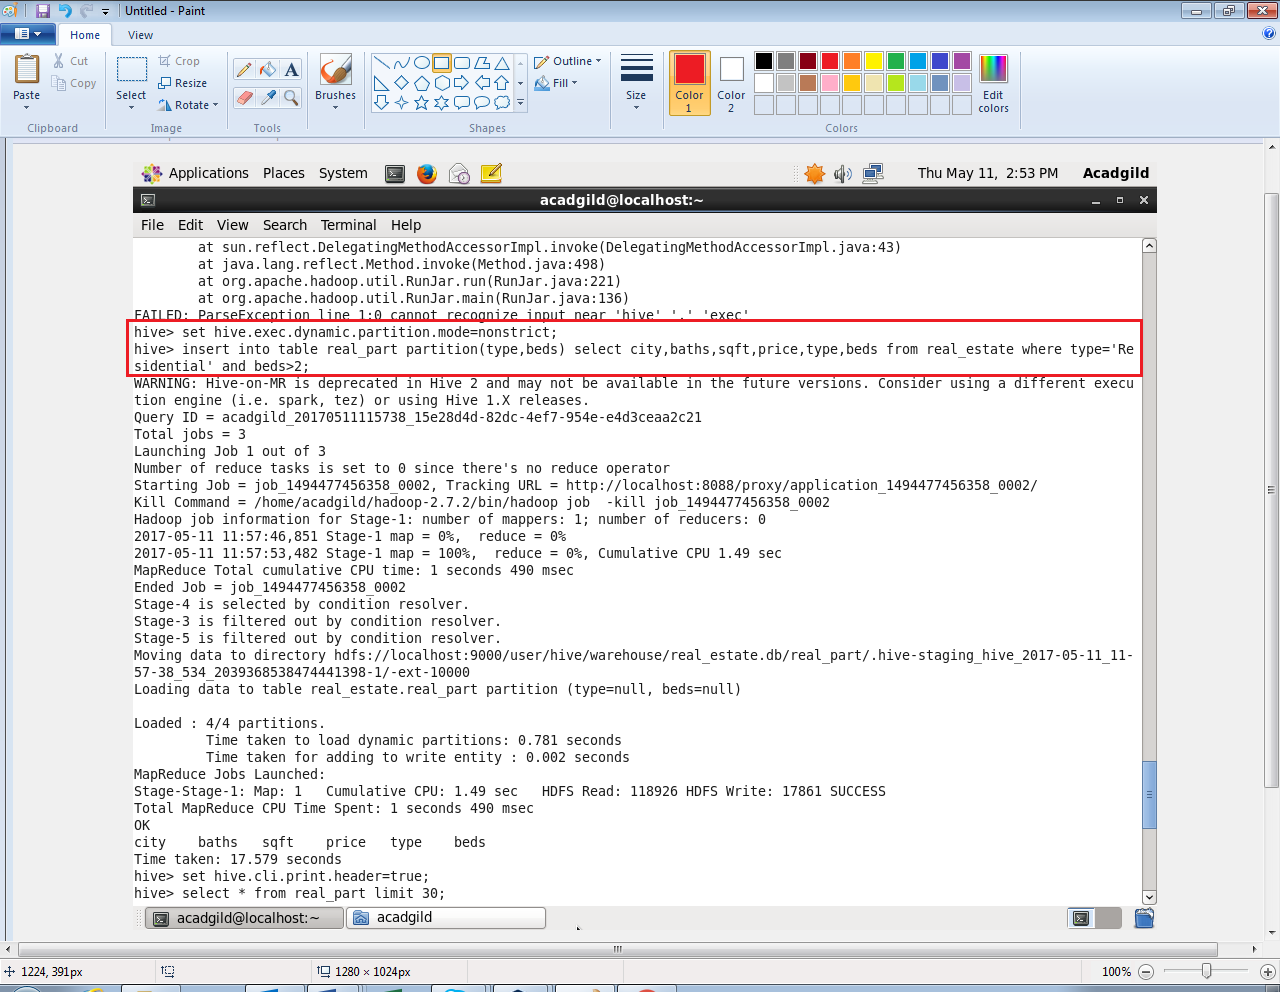 Untitled - Paint
Home
View
Paste
Cut
Copy
Clipboard
Select
Crop
Resize
Rotate
Image
Tools
Brushes
Shapes
Outline
Fill
Size
Color 1
Color 2
Edit colors
Colors
Applications Places System
Thu May 11, 2:53 PM Acadgild
acadgild@localhost:~
File Edit View Search Terminal Help
at sun.reflect.DelegatingMethodAccessorImpl.invoke(DelegatingMethodAccessorImpl.java:43)
at java.lang.reflect.Method.invoke(Method.java:498)
at org.apache.hadoop.util.RunJar.run(RunJar.java:221)
at org.apache.hadoop.util.RunJar.main(RunJar.java:136)
FAILED: ParseException line 1:0 cannot recognize input near 'hive' '.' 'exec'
hive> set hive.exec.dynamic.partition.mode=nonstrict;
hive> insert into table real_part partition(type,beds) select city,baths,sqft,price,type,beds from real_estate where type='Re
sidential' and beds>2;
WARNING: Hive-on-MR is deprecated in Hive 2 and may not be available in the future versions. Consider using a different execu
tion engine (i.e. spark, tez) or using Hive 1.X releases.
Query ID = acadgild_20170511115738_15e28d4d-82dc-4ef7-954e-e4d3ceaa2c21
Total jobs = 3
Launching Job 1 out of 3
Number of reduce tasks is set to 0 since there's no reduce operator
Starting Job = job_1494477456358_0002, Tracking URL = http://localhost:8088/proxy/application_1494477456358_0002/
Kill Command = /home/acadgild/hadoop-2.7.2/bin/hadoop job  -kill job_1494477456358_0002
Hadoop job information for Stage-1: number of mappers: 1; number of reducers: 0
2017-05-11 11:57:46,851 Stage-1 map = 0%,  reduce = 0%
2017-05-11 11:57:53,482 Stage-1 map = 100%,  reduce = 0%, Cumulative CPU 1.49 sec
MapReduce Total cumulative CPU time: 1 seconds 490 msec
Ended Job = job_1494477456358_0002
Stage-4 is selected by condition resolver.
Stage-3 is filtered out by condition resolver.
Stage-5 is filtered out by condition resolver.
Moving data to directory hdfs://localhost:9000/user/hive/warehouse/real_estate.db/real_part/.hive-staging_hive_2017-05-11_11-
57-38_534_2039368538474441398-1/-ext-10000
Loading data to table real_estate.real_part partition (type=null, beds=null)
Loaded : 4/4 partitions.
Time taken to load dynamic partitions: 0.781 seconds
Time taken for adding to write entity : 0.002 seconds
MapReduce Jobs Launched:
Stage-Stage-1: Map: 1   Cumulative CPU: 1.49 sec   HDFS Read: 118926 HDFS Write: 17861 SUCCESS
Total MapReduce CPU Time Spent: 1 seconds 490 msec
OK
city    baths   sqft    price   type    beds
Time taken: 17.579 seconds
hive> set hive.cli.print.header=true;
hive> select * from real_part limit 30;
acadgild@localhost:~
acadgild
1224, 391px
1280 × 1024px
100%